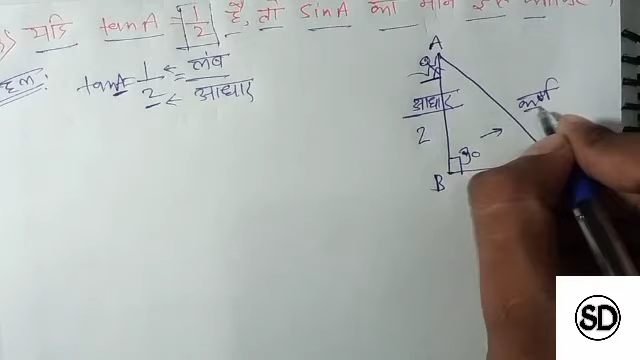 यदि tanA = 1/2 है, तो sinA का मान
हल:- tanA = 1/2 ← लंब
← आधार
A
आधार
2
कर्ण
90
B
SD